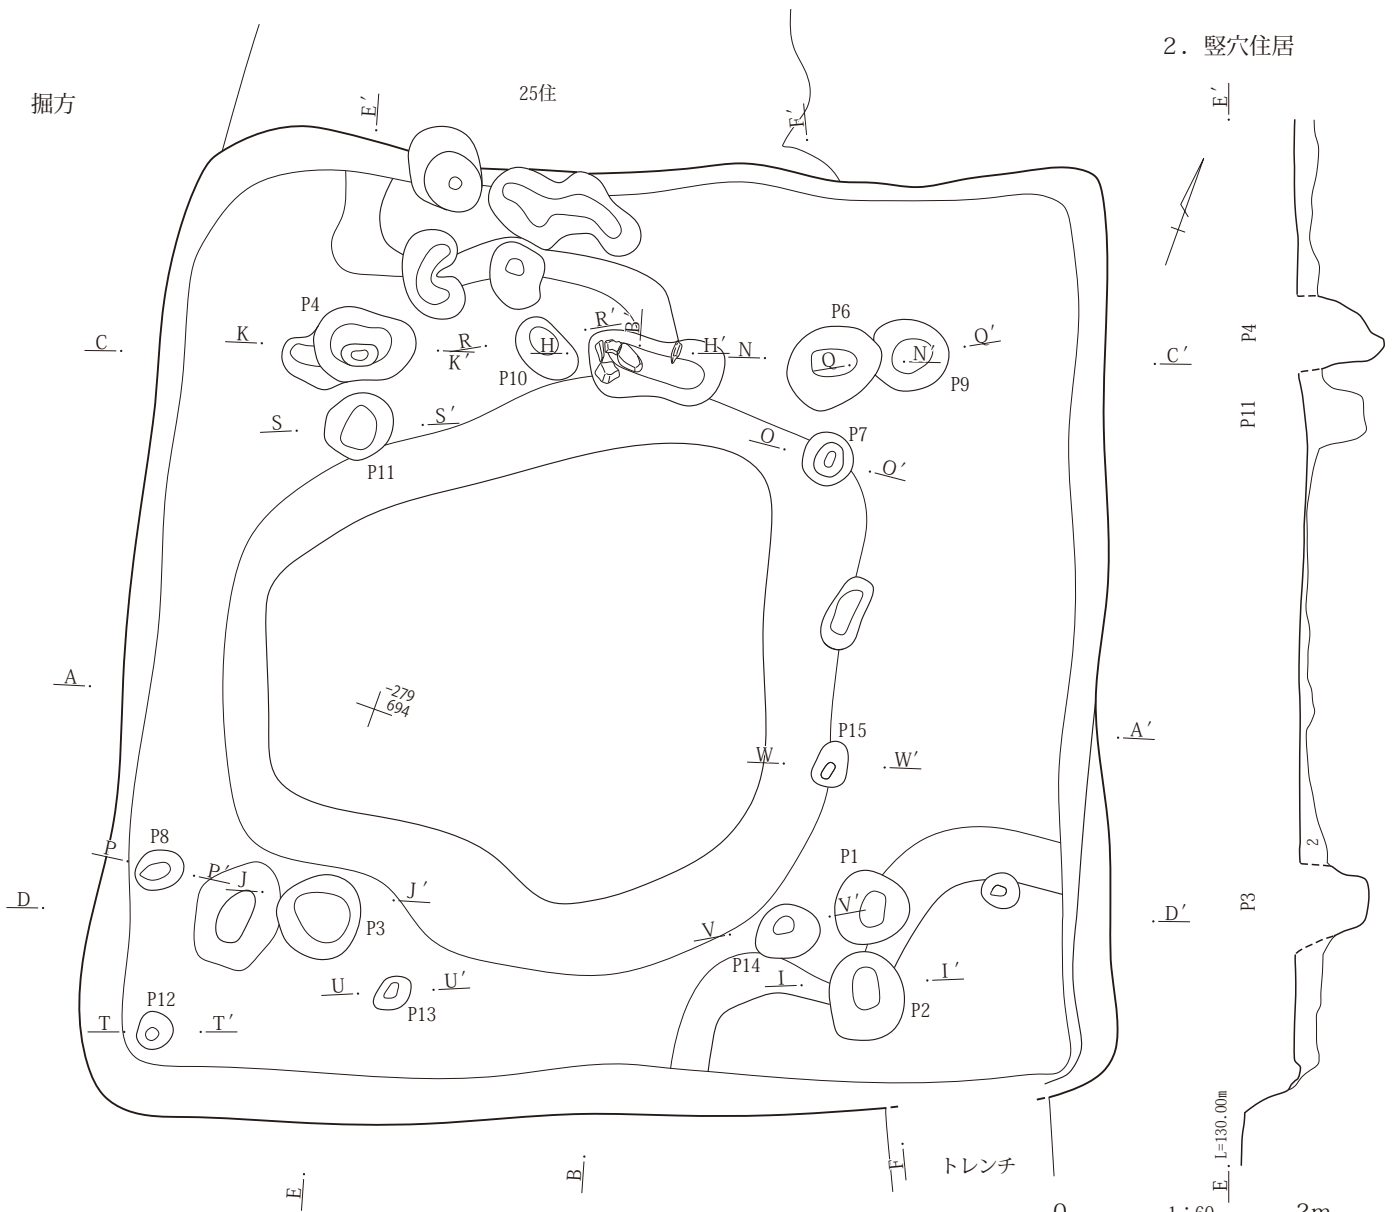 ２．竪穴住居
掘方
25住
E′
F′
E′
P4
P6
C
K
R
K′
H
R′
B′
H′
N
Q
N′
Q′
C′
P4
P10
P9
S
S′
O
P7
O′
P11
P11
-279
694
A
A′
P15
W
W′
2
P8
P
P′
J
J′
P1
D
P3
V
V′
D′
P3
P14
U
U′
P13
I
I′
P2
P12
T
T′
E
B
F
トレンチ
E L=130.00m
0 1：60 2m